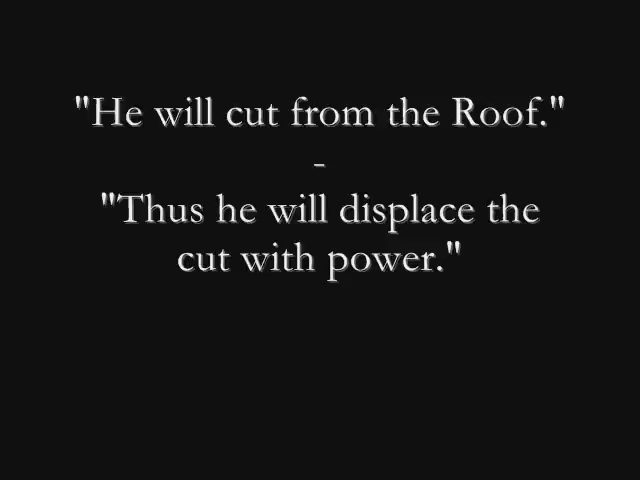 "He will cut from the Roof."
-
"Thus he will displace the
cut with power."